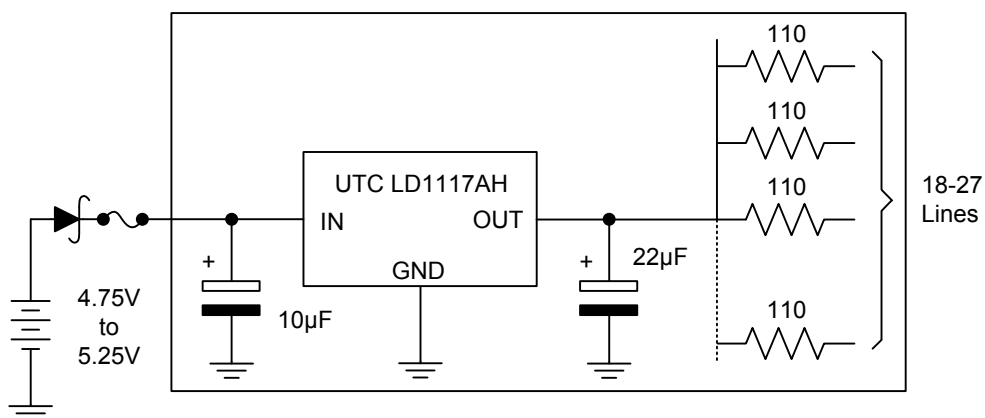 110
110
UTC LD1117AH
110
18-27
Lines
IN
OUT
+
+
22µF
GND
4.75V
to
5.25V
10µF
110